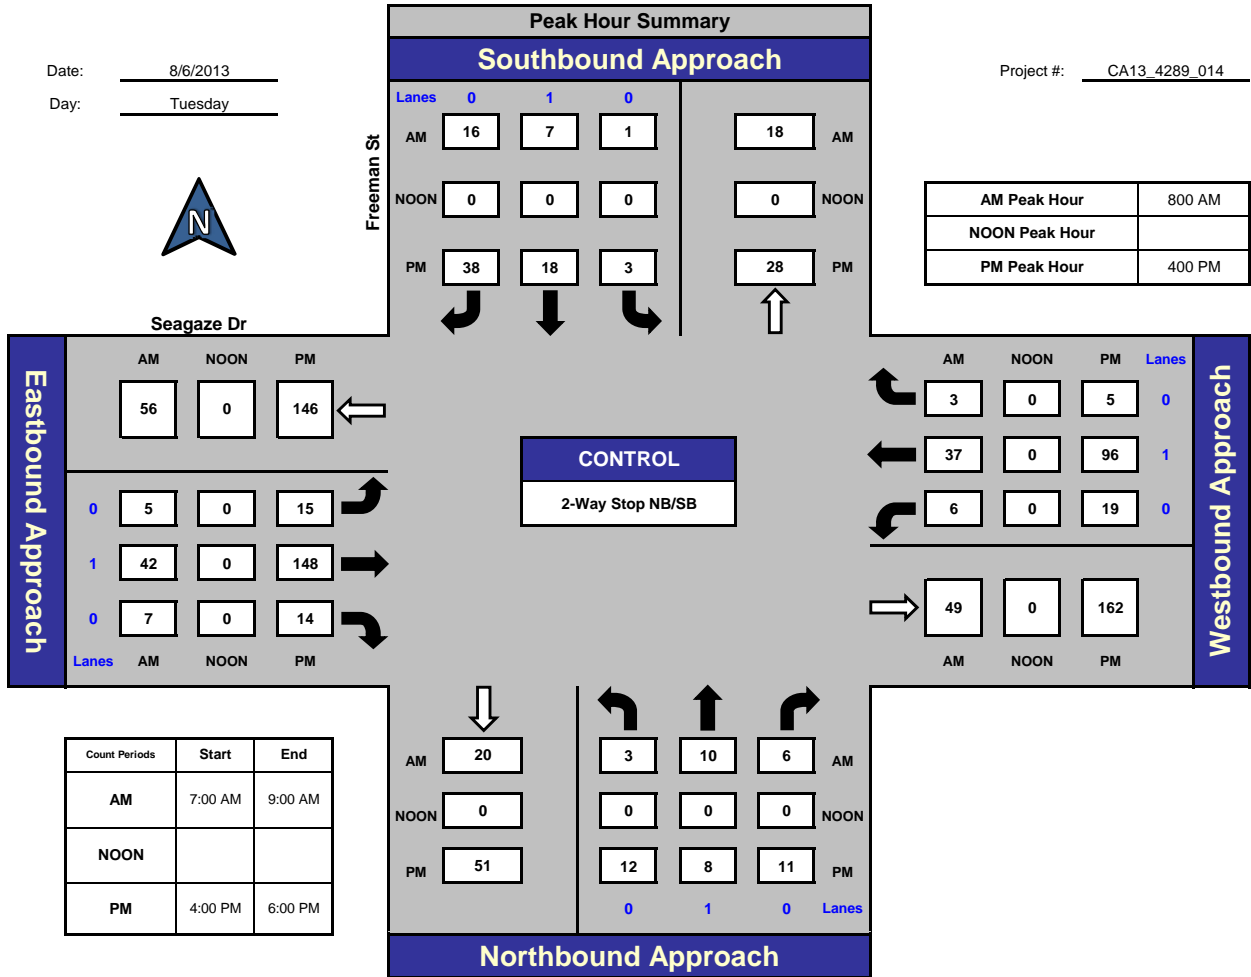 Peak Hour Summary
Southbound Approach
Date: 8/6/2013
Day: Tuesday
Project #: CA13_4289_014
Lanes 0 1 0
AM 16 7 1 18 AM
NOON 0 0 0 0 NOON
PM 38 18 3 28 PM
Freeman St
N
AM Peak Hour 800 AM
NOON Peak Hour
PM Peak Hour 400 PM
Seagaze Dr
Eastbound Approach
AM NOON PM
56 0 146
0 5 0 15
1 42 0 148
0 7 0 14
Lanes AM NOON PM
CONTROL
2-Way Stop NB/SB
AM NOON PM Lanes
3 0 5 0
37 0 96 1
6 0 19 0
49 0 162
AM NOON PM
Westbound Approach
Count Periods Start End
AM 7:00 AM 9:00 AM
NOON
PM 4:00 PM 6:00 PM
AM 20 3 10 6 AM
NOON 0 0 0 0 NOON
PM 51 12 8 11 PM
0 1 0 Lanes
Northbound Approach